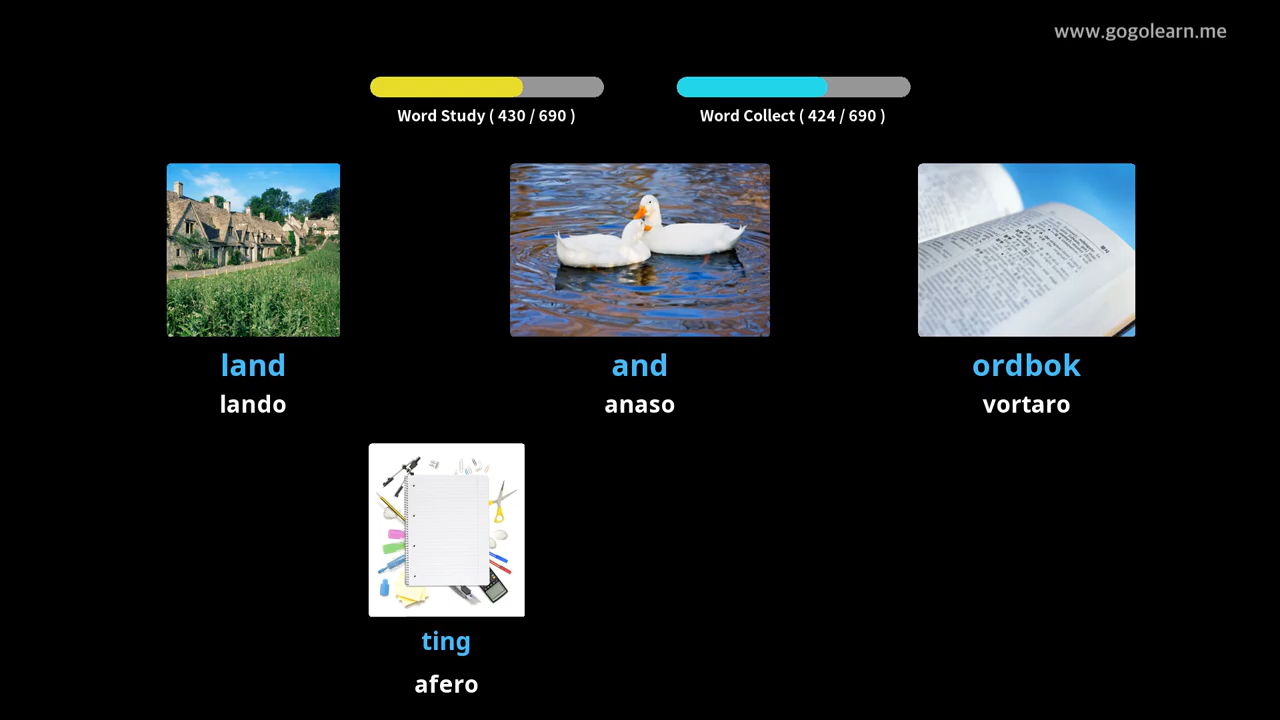 www.gogolearn.me
Word Study ( 430 / 690 )
Word Collect ( 424 / 690 )
land
lando
and
anaso
ordbok
vortaro
ting
afero